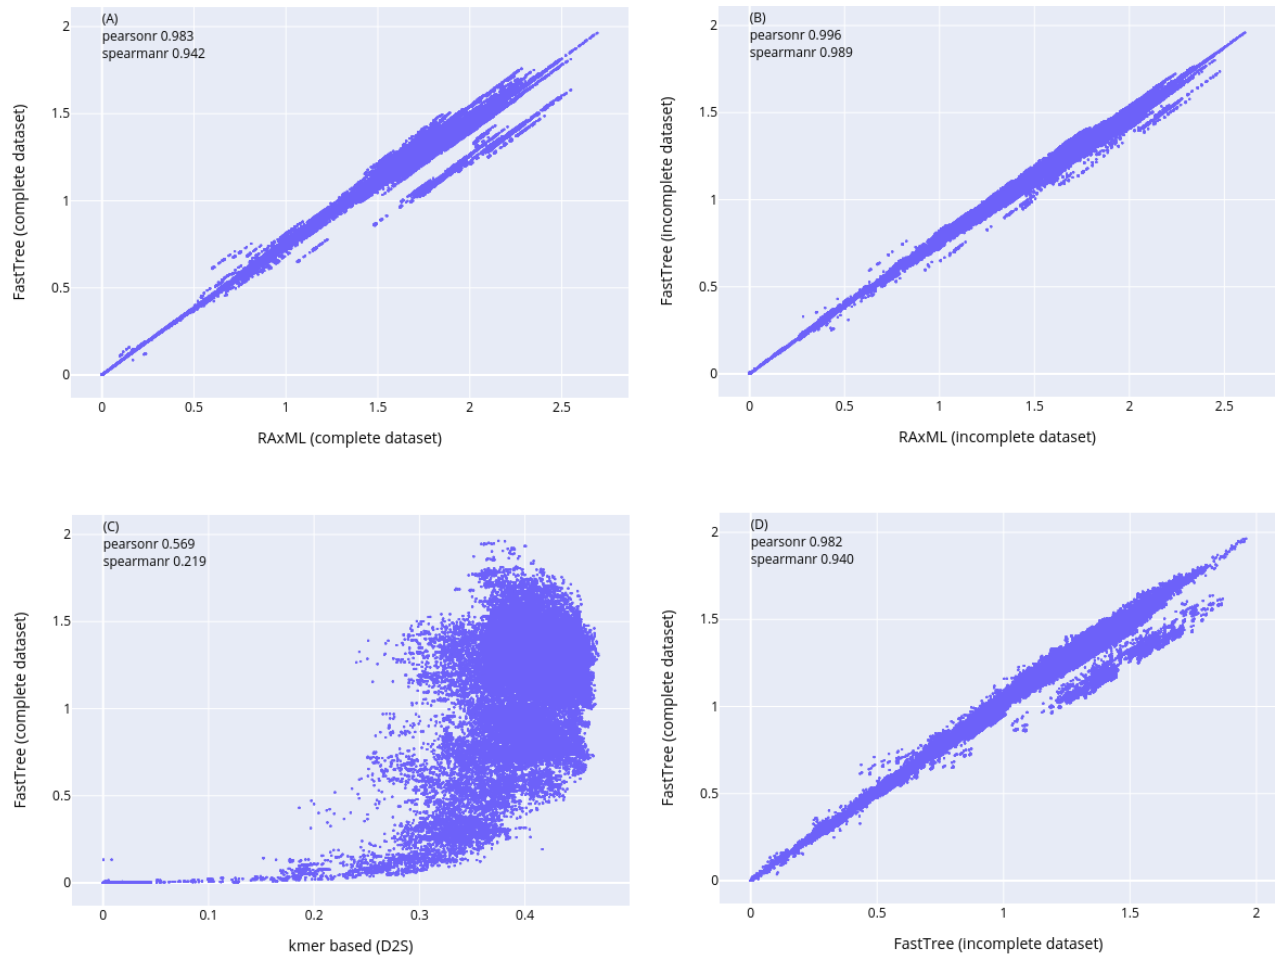 (A)
pearsonr 0.983
spearmanr 0.942
2
1.5
1
0.5
0
FastTree (complete dataset)
0 0.5 1 1.5 2 2.5
RAxML (complete dataset)
(B)
pearsonr 0.996
spearmanr 0.989
2
1.5
1
0.5
0
FastTree (incomplete dataset)
0 0.5 1 1.5 2 2.5
RAxML (incomplete dataset)
(C)
pearsonr 0.569
spearmanr 0.219
2
1.5
1
0.5
0
FastTree (complete dataset)
0 0.1 0.2 0.3 0.4
kmer based (D2S)
(D)
pearsonr 0.982
spearmanr 0.940
2
1.5
1
0.5
0
FastTree (complete dataset)
0 0.5 1 1.5 2
FastTree (incomplete dataset)